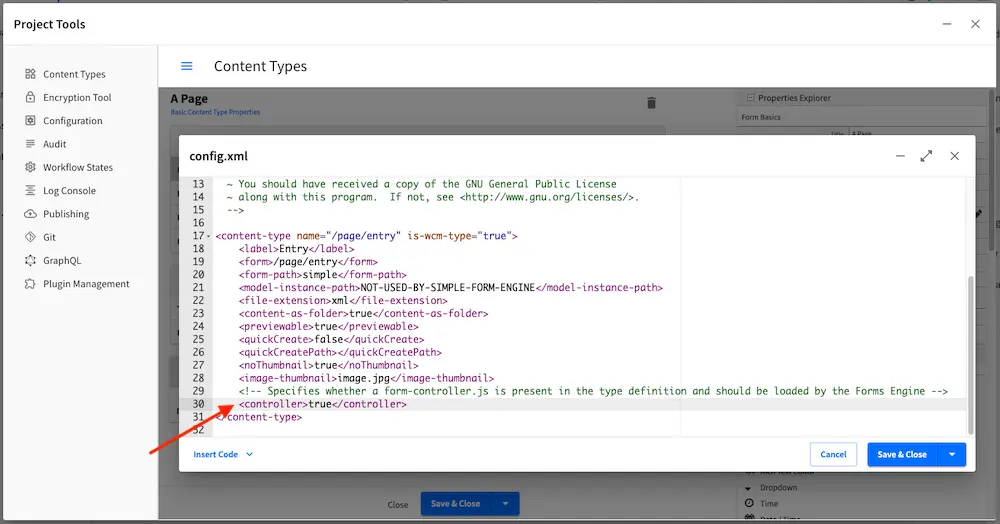 Project Tools
Content Types
Encryption Tool
Configuration
Audit
Workflow States
Log Console
Publishing
Git
GraphQL
Plugin Management
Content Types
A Page
Basic Content Type Properties
Properties Explorer
Form Basics
Title A Page
config.xml
13 ~ You should have received a copy of the GNU General Public License
14 ~ along with this program. If not, see <http://www.gnu.org/licenses/>.
15 -->
16
17 <content-type name="/page/entry" is-wcm-type="true">
18 <label>Entry</label>
19 <form>/page/entry</form>
20 <form-path>simple</form-path>
21 <model-instance-path>NOT-USED-BY-SIMPLE-FORM-ENGINE</model-instance-path>
22 <file-extension>xml</file-extension>
23 <content-as-folder>true</content-as-folder>
24 <previewable>true</previewable>
25 <quickCreate>false</quickCreate>
26 <quickCreatePath></quickCreatePath>
27 <noThumbnail>true</noThumbnail>
28 <image-thumbnail>image.jpg</image-thumbnail>
29 <!-- Specifies whether a form-controller.js is present in the type definition and should be loaded by the Forms Engine -->
30 <controller>true</controller>
31 </content-type>
32
Insert Code
Cancel
Save & Close
Dropdown
Time
Date / Time
Close
Save & Close